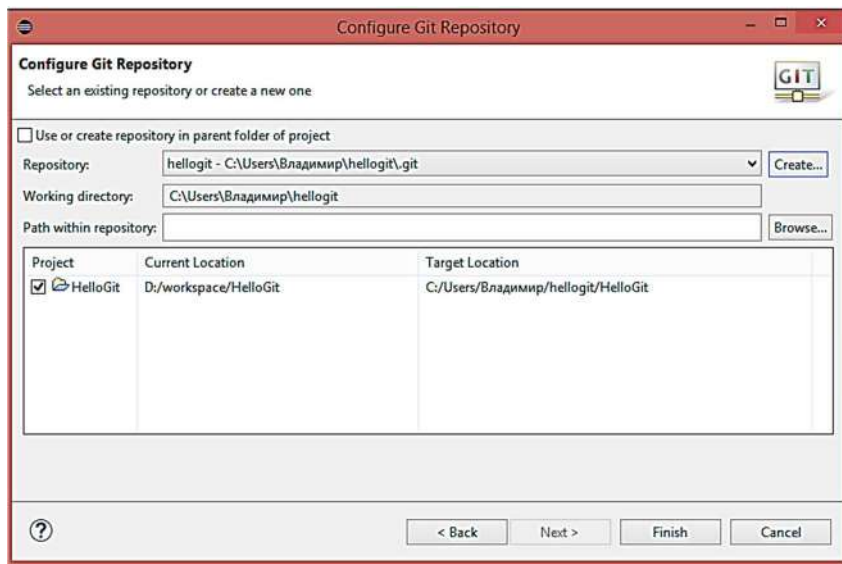 Configure Git Repository
Configure Git Repository
Select an existing repository or create a new one
GIT
Use or create repository in parent folder of project
Repository: hellogit - C:\Users\Владимир\hellogit\.git Create...
Working directory: C:\Users\Владимир\hellogit
Path within repository: Browse...
Project Current Location Target Location
HelloGit D:/workspace/HelloGit C:/Users/Владимир/hellogit/HelloGit
? < Back Next > Finish Cancel